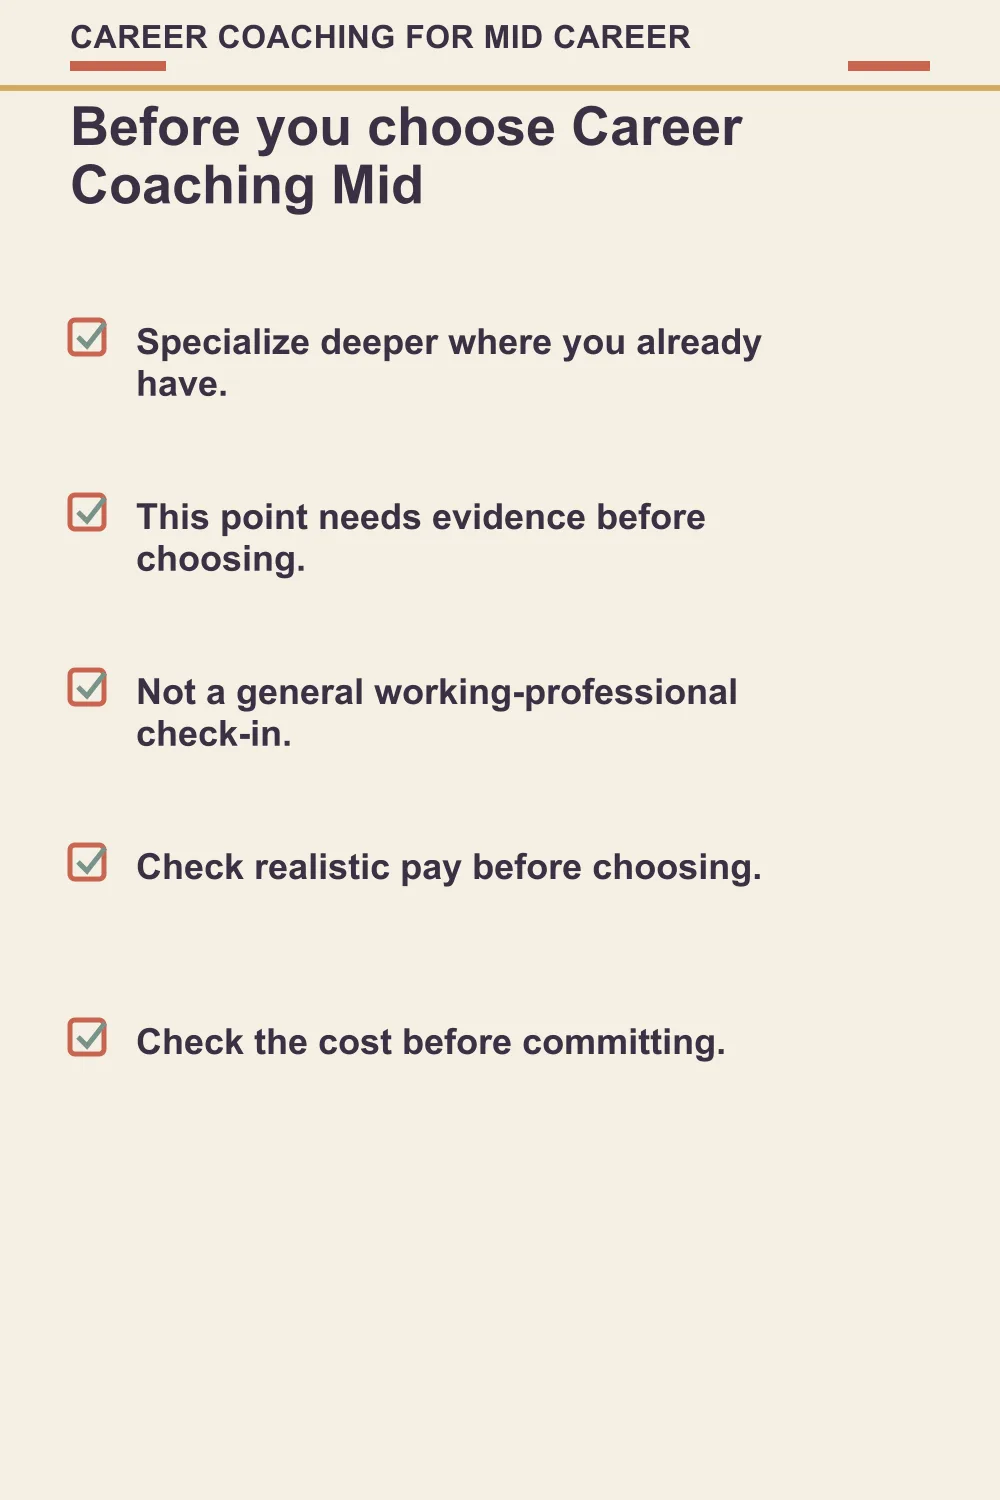 CAREER COACHING FOR MID CAREER
Before you choose Career
Coaching Mid
Specialize deeper where you already
have.
This point needs evidence before
choosing.
Not a general working-professional
check-in.
Check realistic pay before choosing.
Check the cost before committing.